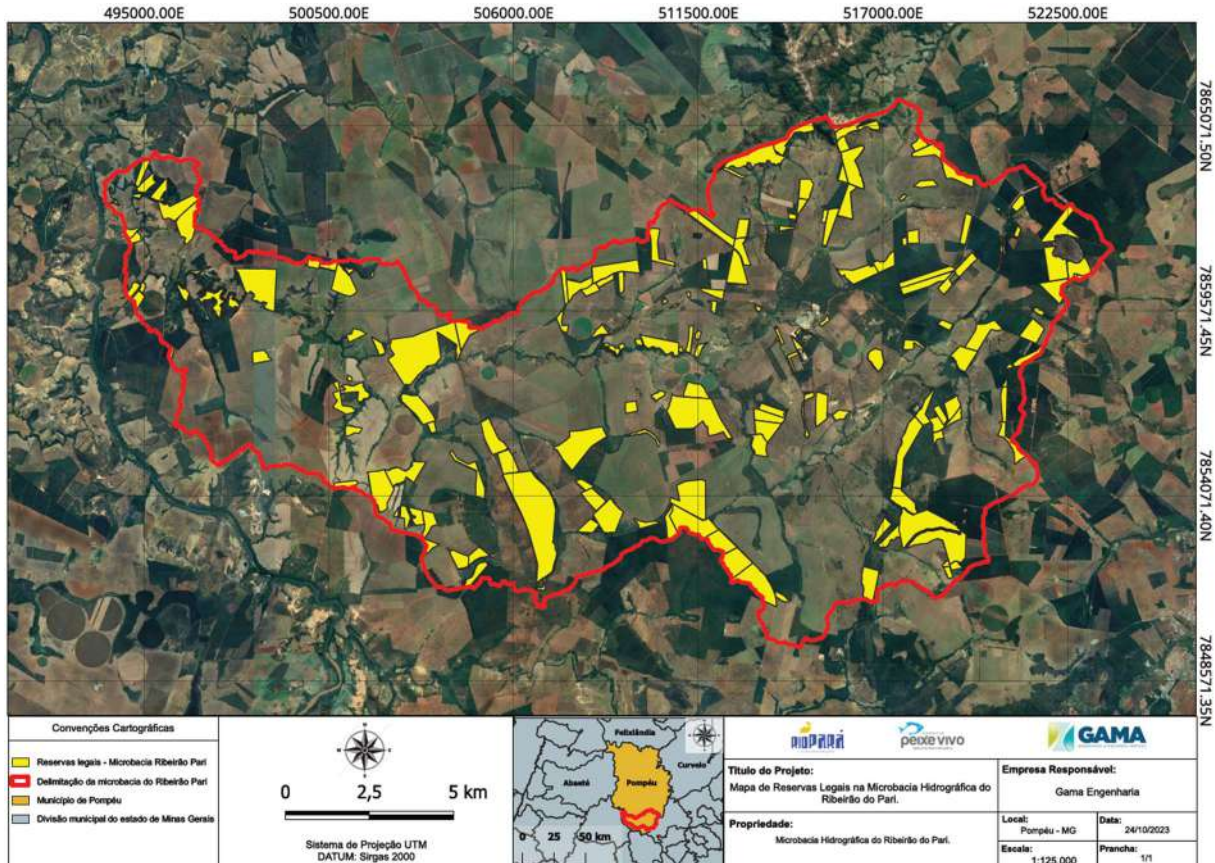 495000.00E 500500.00E 506000.00E 511500.00E 517000.00E 522500.00E
7865071.50N
7859571.45N
7854071.40N
7848571.35N
Convenções Cartográficas
Reservas legais - Microbacia Ribeirão Pari
Delimitação da microbacia do Ribeirão Pari
Município de Pompéu
Divisão municipal do estado de Minas Gerais
0 2,5 5 km
Sistema de Projeção UTM
DATUM: Sirgas 2000
Felixlândia
Curvelo
Abaeté
Pompéu
0 25 50 km
RIOPARÁ
peixe vivo
GAMA
Título do Projeto:
Mapa de Reservas Legais na Microbacia Hidrográfica do
Ribeirão do Pari.
Propriedade:
Microbacia Hidrográfica do Ribeirão do Pari.
Empresa Responsável:
Gama Engenharia
Local:
Pompéu - MG
Data:
24/10/2023
Escala:
1:125.000
Prancha:
1/1